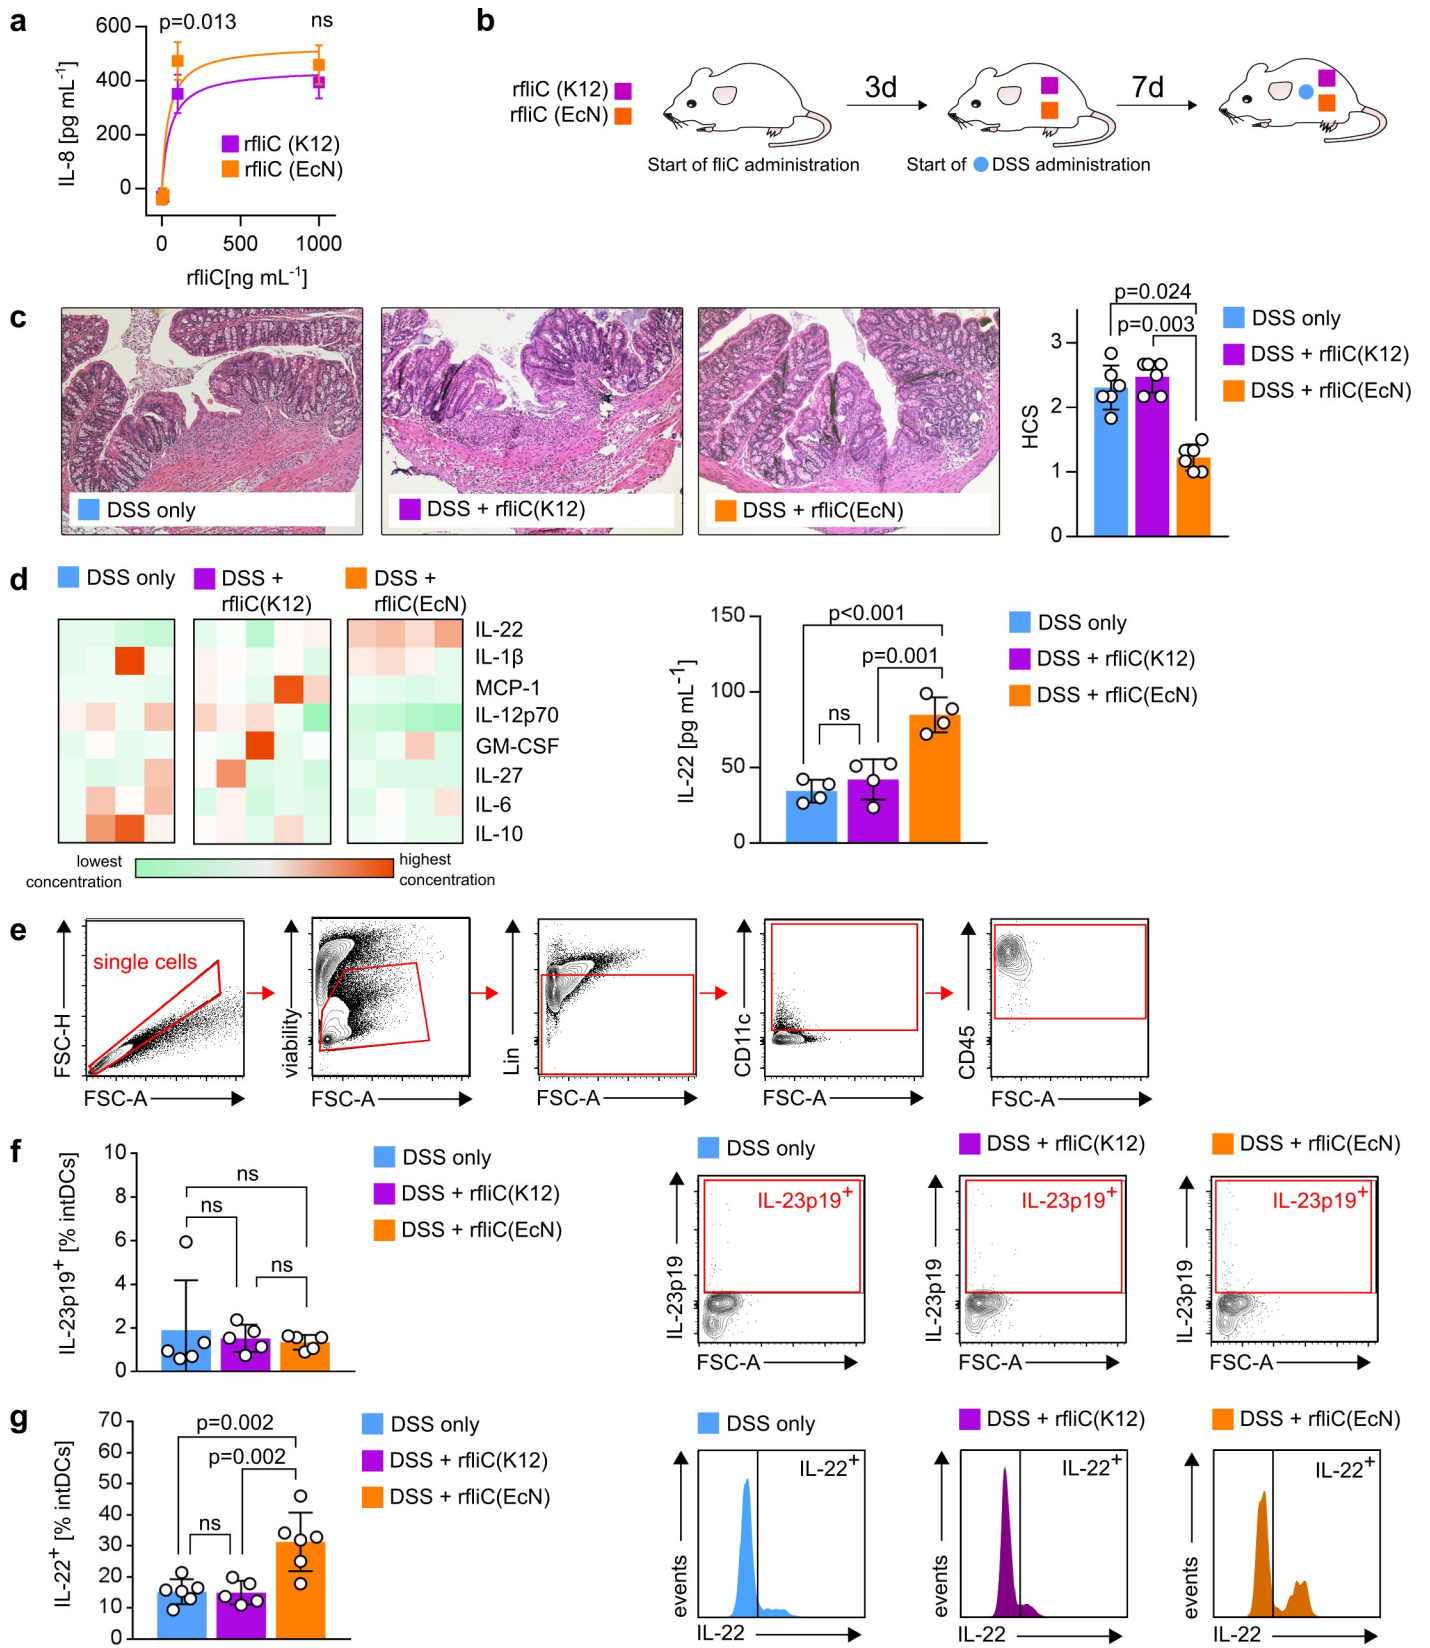 a
600
400
200
0
IL-8 [pg mL-1]
p=0.013
ns
rfliC (K12)
rfliC (EcN)
0 500 1000
rfliC[ng mL-1]
b
rfliC (K12)
rfliC (EcN)
3d
7d
Start of fliC administration
Start of DSS administration
c
DSS only
DSS + rfliC(K12)
DSS + rfliC(EcN)
p=0.024
p=0.003
HCS
3
2
1
0
DSS only
DSS + rfliC(K12)
DSS + rfliC(EcN)
d
DSS only
DSS +
rfliC(K12)
DSS +
rfliC(EcN)
IL-22
IL-1β
MCP-1
IL-12p70
GM-CSF
IL-27
IL-6
IL-10
lowest
concentration
highest
concentration
150
100
50
0
IL-22 [pg mL-1]
p<0.001
p=0.001
ns
DSS only
DSS + rfliC(K12)
DSS + rfliC(EcN)
e
single cells
FSC-H
FSC-A
viability
FSC-A
Lin
FSC-A
CD11c
FSC-A
CD45
FSC-A
f
10
8
6
4
2
0
IL-23p19+ [% intDCs]
ns
ns
ns
DSS only
DSS + rfliC(K12)
DSS + rfliC(EcN)
DSS only
IL-23p19+
IL-23p19
FSC-A
DSS + rfliC(K12)
IL-23p19+
IL-23p19
FSC-A
DSS + rfliC(EcN)
IL-23p19+
IL-23p19
FSC-A
g
70
60
50
40
30
20
10
0
IL-22+ [% intDCs]
p=0.002
p=0.002
ns
DSS only
DSS + rfliC(K12)
DSS + rfliC(EcN)
DSS only
IL-22+
events
IL-22
DSS + rfliC(K12)
IL-22+
events
IL-22
DSS + rfliC(EcN)
IL-22+
events
IL-22